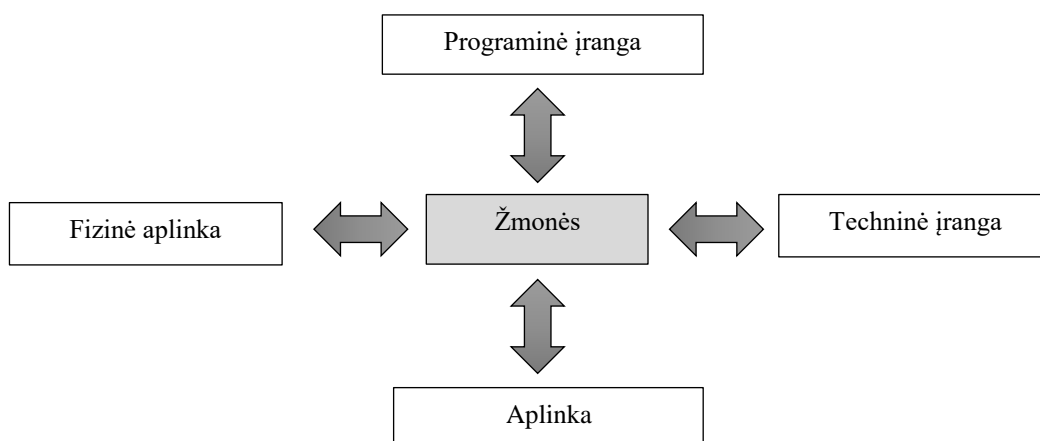 Programinė įranga
Fizinė aplinka
Žmonės
Techninė įranga
Aplinka